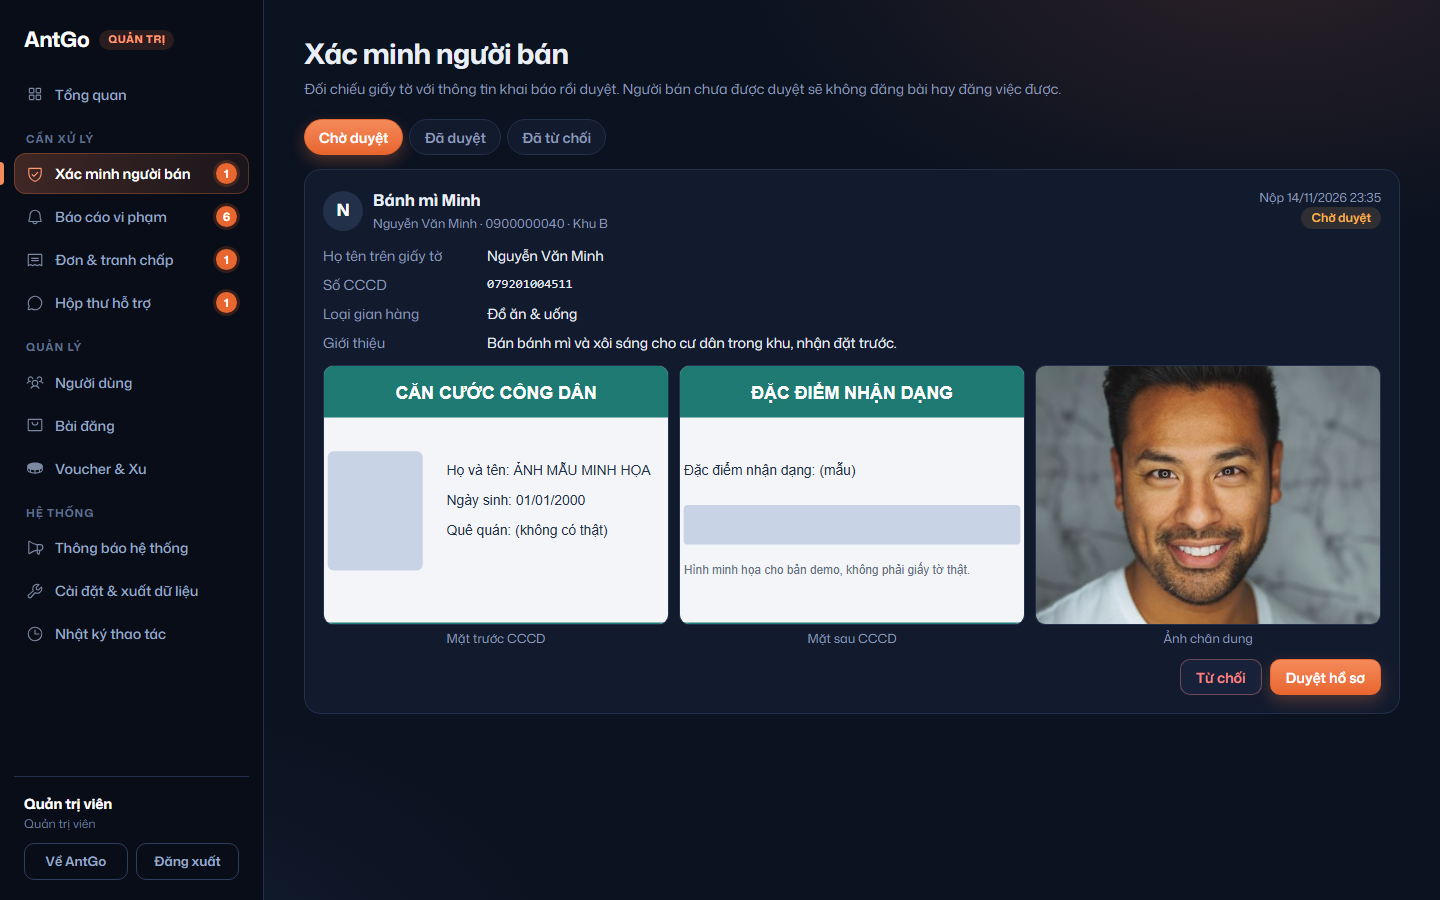 AntGo QUẢN TRỊ
Tổng quan
CẦN XỬ LÝ
Xác minh người bán 1
Báo cáo vi phạm 6
Đơn & tranh chấp 1
Hộp thư hỗ trợ 1
QUẢN LÝ
Người dùng
Bài đăng
Voucher & Xu
HỆ THỐNG
Thông báo hệ thống
Cài đặt & xuất dữ liệu
Nhật ký thao tác
Quản trị viên
Quản trị viên
Về AntGo Đăng xuất
Xác minh người bán
Đối chiếu giấy tờ với thông tin khai báo rồi duyệt. Người bán chưa được duyệt sẽ không đăng bài hay đăng việc được.
Chờ duyệt Đã duyệt Đã từ chối
N Bánh mì Minh
Nguyễn Văn Minh · 0900000040 · Khu B
Nộp 14/11/2026 23:35
Chờ duyệt
Họ tên trên giấy tờ Nguyễn Văn Minh
Số CCCD 079201004511
Loại gian hàng Đồ ăn & uống
Giới thiệu Bán bánh mì và xôi sáng cho cư dân trong khu, nhận đặt trước.
CĂN CƯỚC CÔNG DÂN
Họ và tên: ẢNH MẪU MINH HỌA
Ngày sinh: 01/01/2000
Quê quán: (không có thật)
Mặt trước CCCD
ĐẶC ĐIỂM NHẬN DẠNG
Đặc điểm nhận dạng: (mẫu)
Hình minh họa cho bản demo, không phải giấy tờ thật.
Mặt sau CCCD
Ảnh chân dung
Từ chối Duyệt hồ sơ